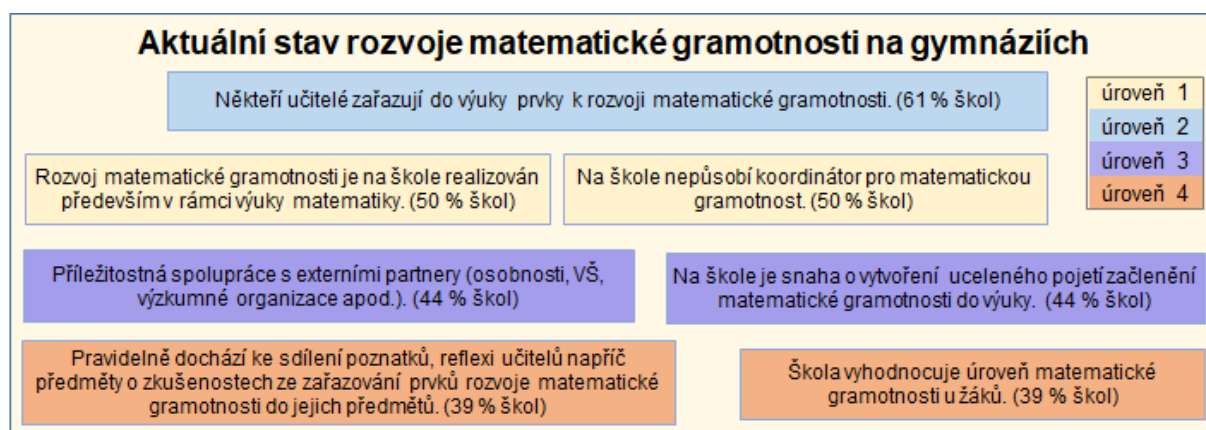 Aktuální stav rozvoje matematické gramotnosti na gymnáziích
Někteří učitelé zařazují do výuky prvky k rozvoji matematické gramotnosti. (61 % škol)
úroveň 1
úroveň 2
úroveň 3
úroveň 4
Rozvoj matematické gramotnosti je na škole realizován
především v rámci výuky matematiky. (50 % škol)
Na škole nepůsobí koordinátor pro matematickou
gramotnost. (50 % škol)
Příležitostná spolupráce s externími partnery (osobnosti, VŠ,
výzkumné organizace apod.). (44 % škol)
Na škole je snaha o vytvoření uceleného pojetí začlenění
matematické gramotnosti do výuky. (44 % škol)
Pravidelně dochází ke sdílení poznatků, reflexi učitelů napříč
předměty o zkušenostech ze zařazování prvků rozvoje matematické
gramotnosti do jejich předmětů. (39 % škol)
Škola vyhodnocuje úroveň matematické
gramotnosti u žáků. (39 % škol)